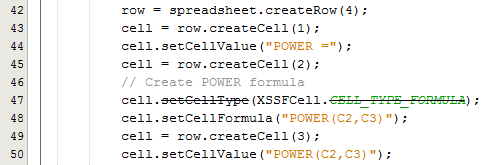 42 row = spreadsheet.createRow(4);
43 cell = row.createCell(1);
44 cell.setCellValue("POWER =");
45 cell = row.createCell(2);
46 // Create POWER formula
47 cell.setCellType(XSSFCell.CELL_TYPE_FORMULA);
48 cell.setCellFormula("POWER(C2,C3)");
49 cell = row.createCell(3);
50 cell.setCellValue("POWER(C2,C3)");